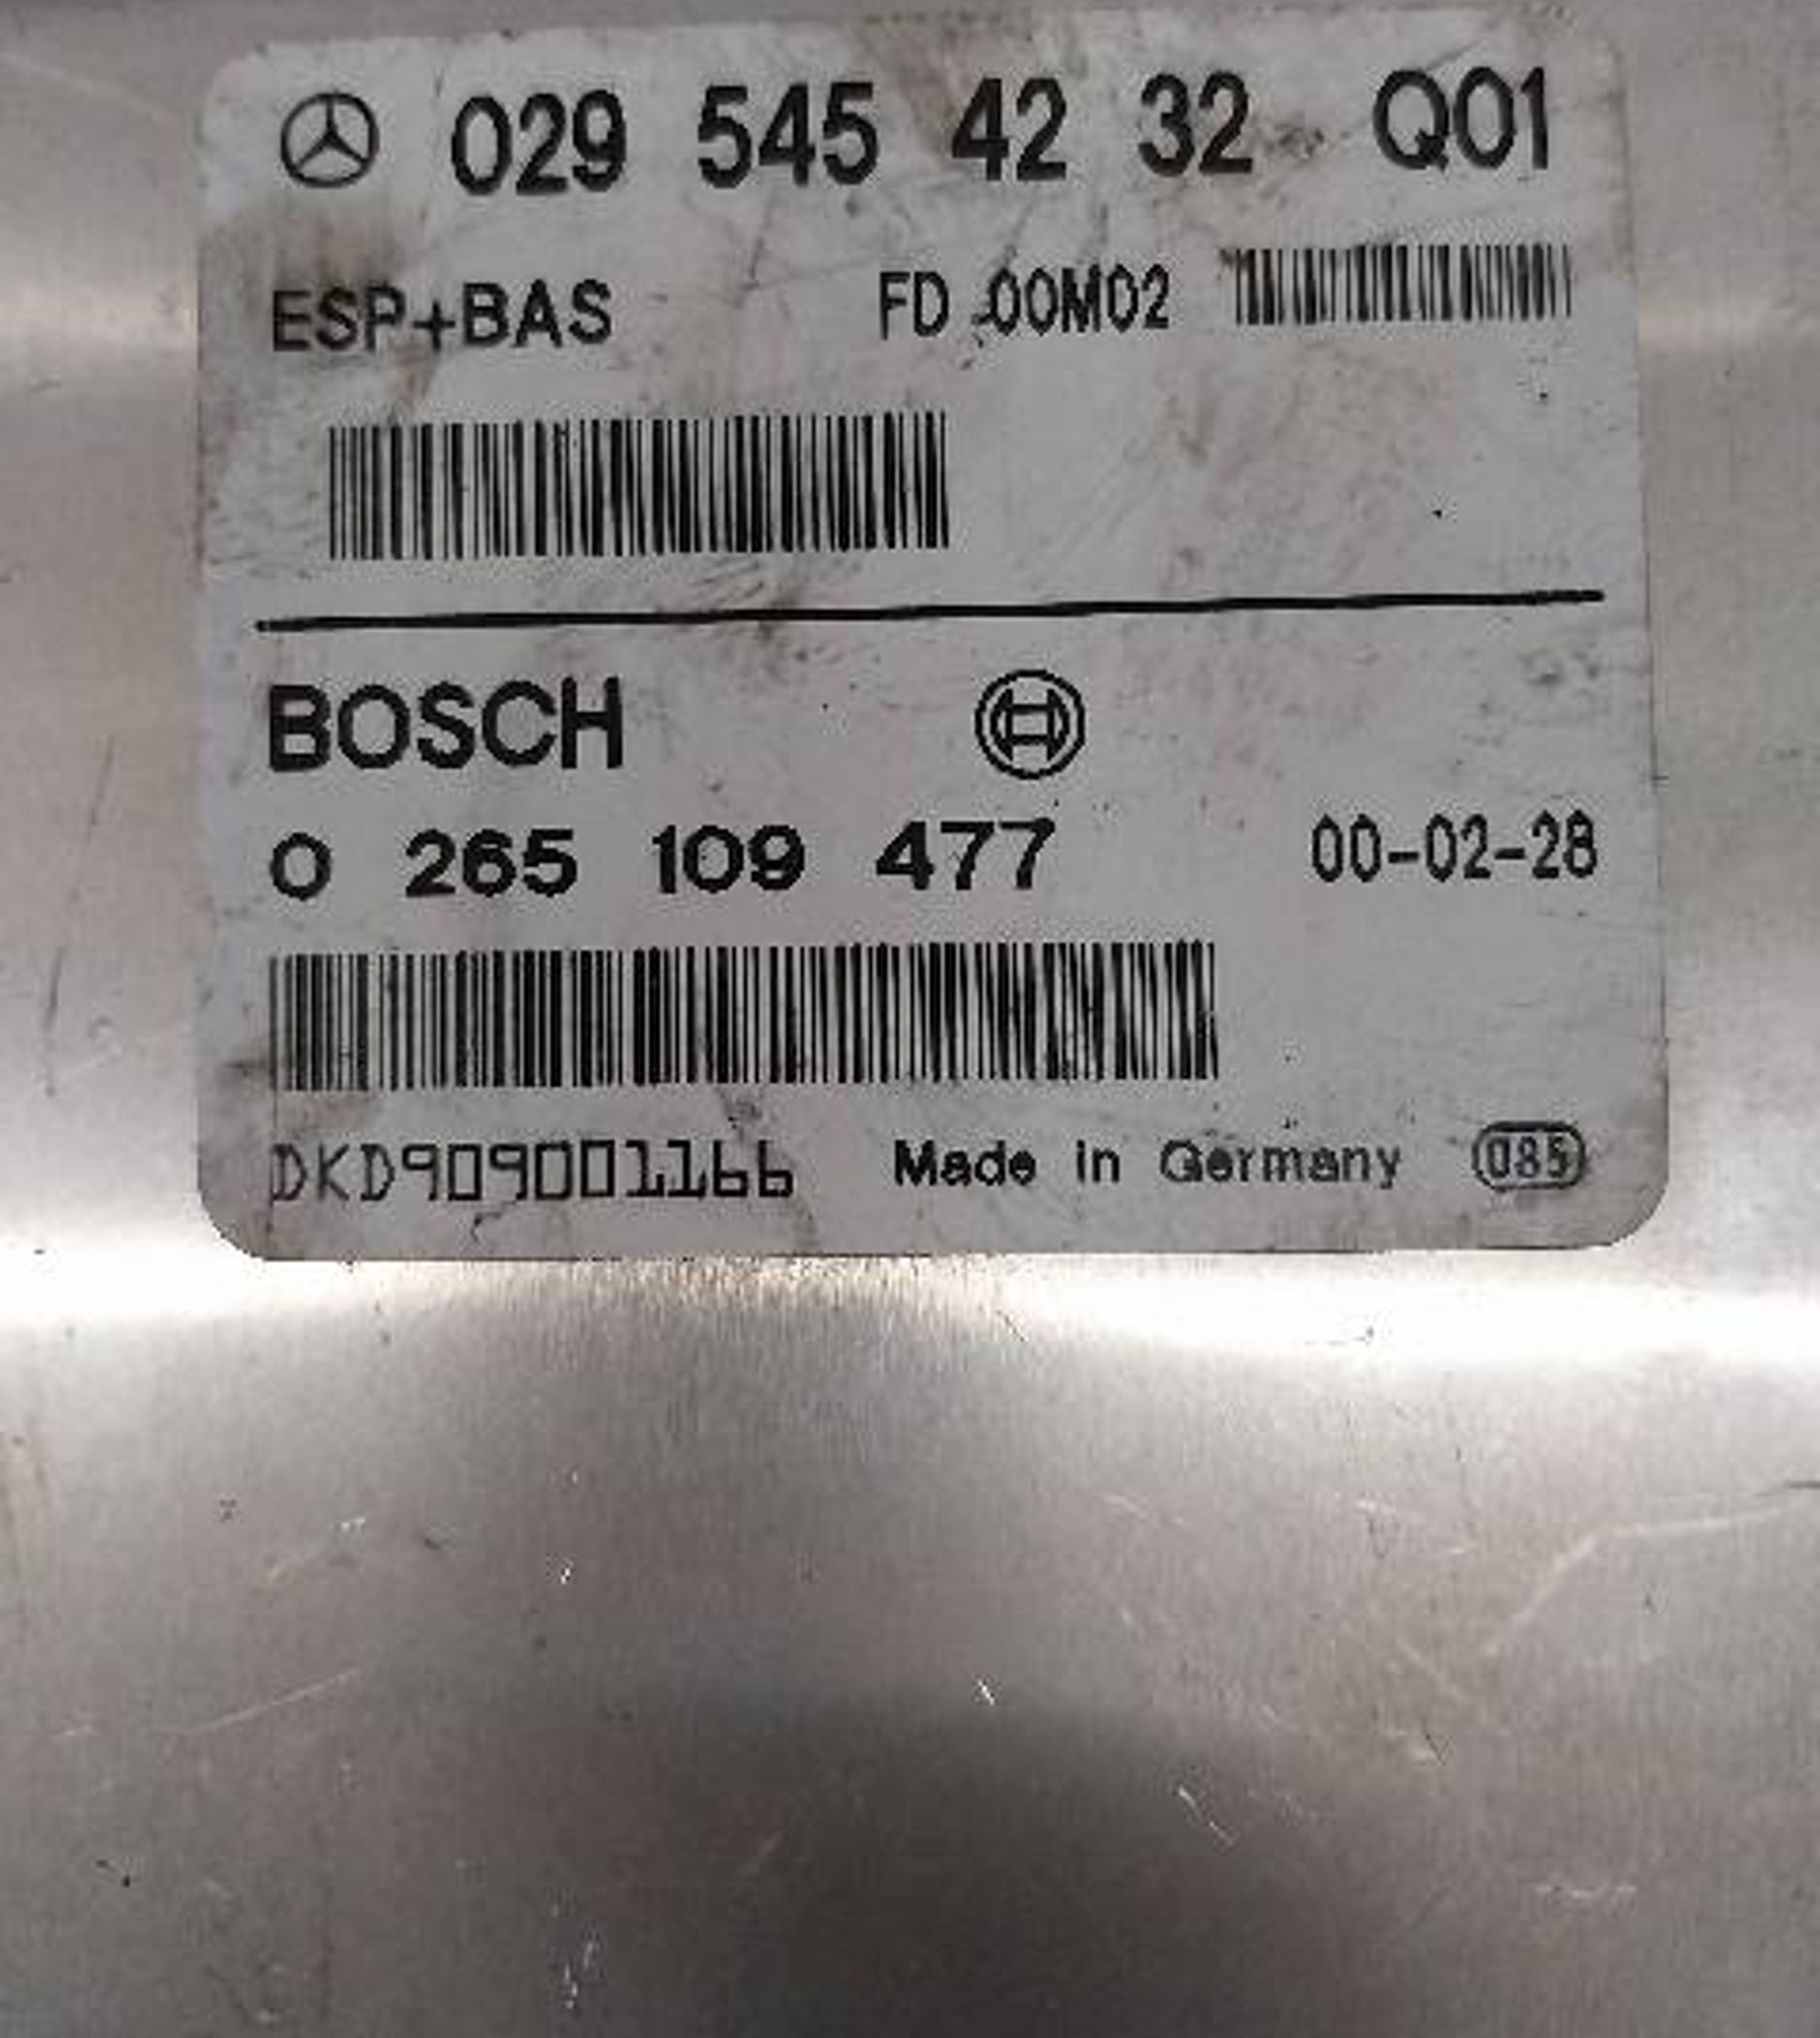 029 545 42 32 Q01
ESP+BAS FD 00M02
BOSCH
0 265 109 477 00-02-28
DKD909001166 Made in Germany 085